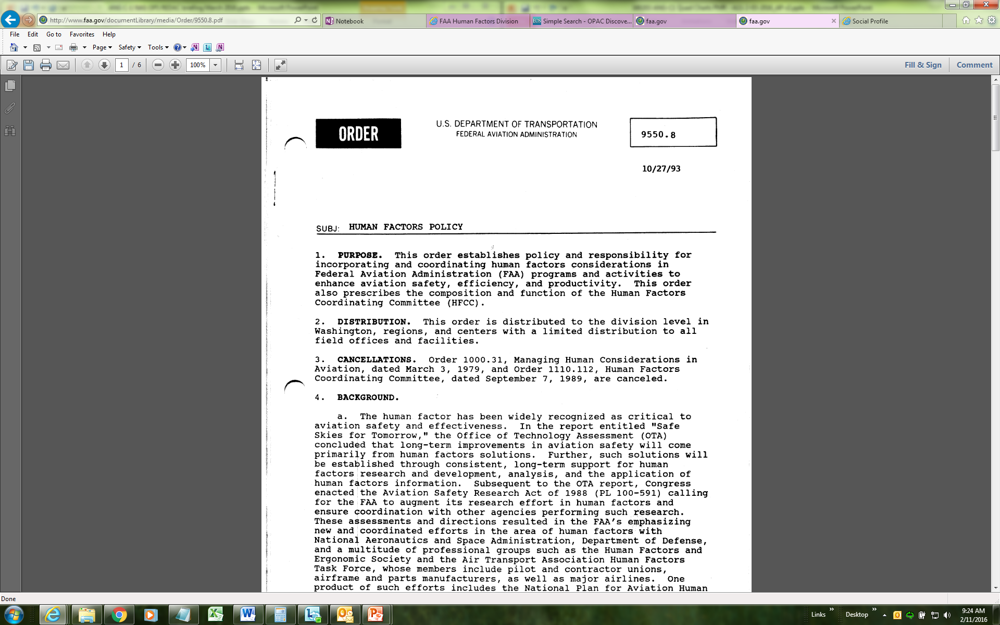 http://www.faa.gov/documentLibrary/media/Order/9550.8.pdf
Notebook
FAA Human Factors Division
Simple Search - OPAC Discove...
faa.gov
faa.gov
Social Profile
File Edit Go to Favorites Help
Page Safety Tools
1 / 6 100%
Fill & Sign Comment
ORDER
U.S. DEPARTMENT OF TRANSPORTATION
FEDERAL AVIATION ADMINISTRATION
9550.8
10/27/93
SUBJ: HUMAN FACTORS POLICY
1. PURPOSE. This order establishes policy and responsibility for
incorporating and coordinating human factors considerations in
Federal Aviation Administration (FAA) programs and activities to
enhance aviation safety, efficiency, and productivity. This order
also prescribes the composition and function of the Human Factors
Coordinating Committee (HFCC).
2. DISTRIBUTION. This order is distributed to the division level in
Washington, regions, and centers with a limited distribution to all
field offices and facilities.
3. CANCELLATIONS. Order 1000.31, Managing Human Considerations in
Aviation, dated March 3, 1979, and Order 1110.112, Human Factors
Coordinating Committee, dated September 7, 1989, are canceled.
4. BACKGROUND.
a. The human factor has been widely recognized as critical to
aviation safety and effectiveness. In the report entitled "Safe
Skies for Tomorrow," the Office of Technology Assessment (OTA)
concluded that long-term improvements in aviation safety will come
primarily from human factors solutions. Further, such solutions will
be established through consistent, long-term support for human
factors research and development, analysis, and the application of
human factors information. Subsequent to the OTA report, Congress
enacted the Aviation Safety Research Act of 1988 (PL 100-591) calling
for the FAA to augment its research effort in human factors and
ensure coordination with other agencies performing such research.
These assessments and directions resulted in the FAA's emphasizing
new and coordinated efforts in the area of human factors with
National Aeronautics and Space Administration, Department of Defense,
and a multitude of professional groups such as the Human Factors and
Ergonomic Society and the Air Transport Association Human Factors
Task Force, whose members include pilot and contractor unions,
airframe and parts manufacturers, as well as major airlines. One
product of such efforts includes the National Plan for Aviation Human
Done
Links
Desktop
9:24 AM
2/11/2016